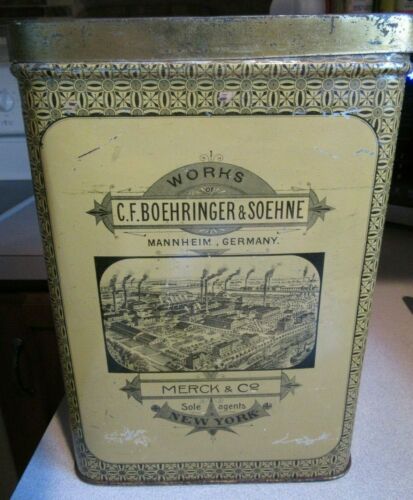 WORKS
OF
C.F. BOEHRINGER & SOEHNE
MANNHEIM, GERMANY.
MERCK & CO
Sole agents
NEW YORK